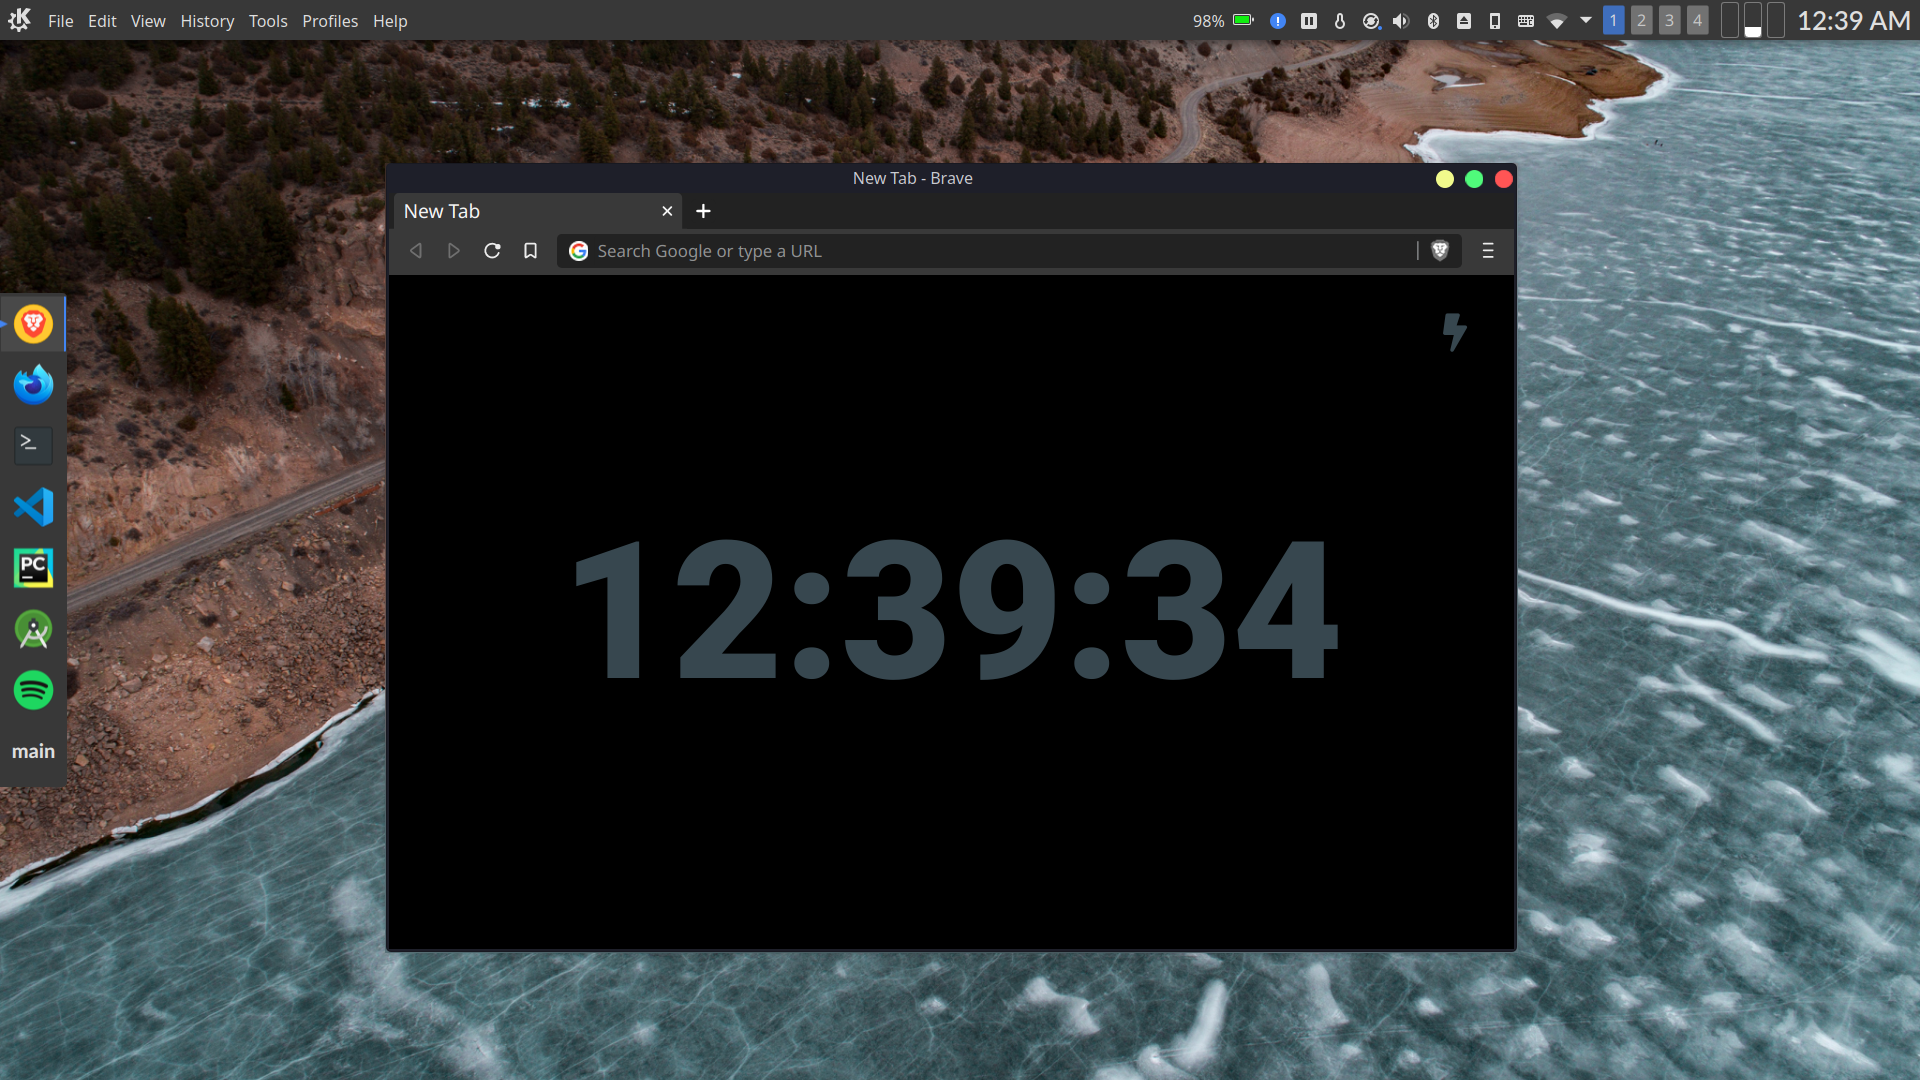 File Edit View History Tools Profiles Help 98% 1 2 3 4 12:39 AM
New Tab - Brave
New Tab
Search Google or type a URL
12:39:34
>_
PC
main